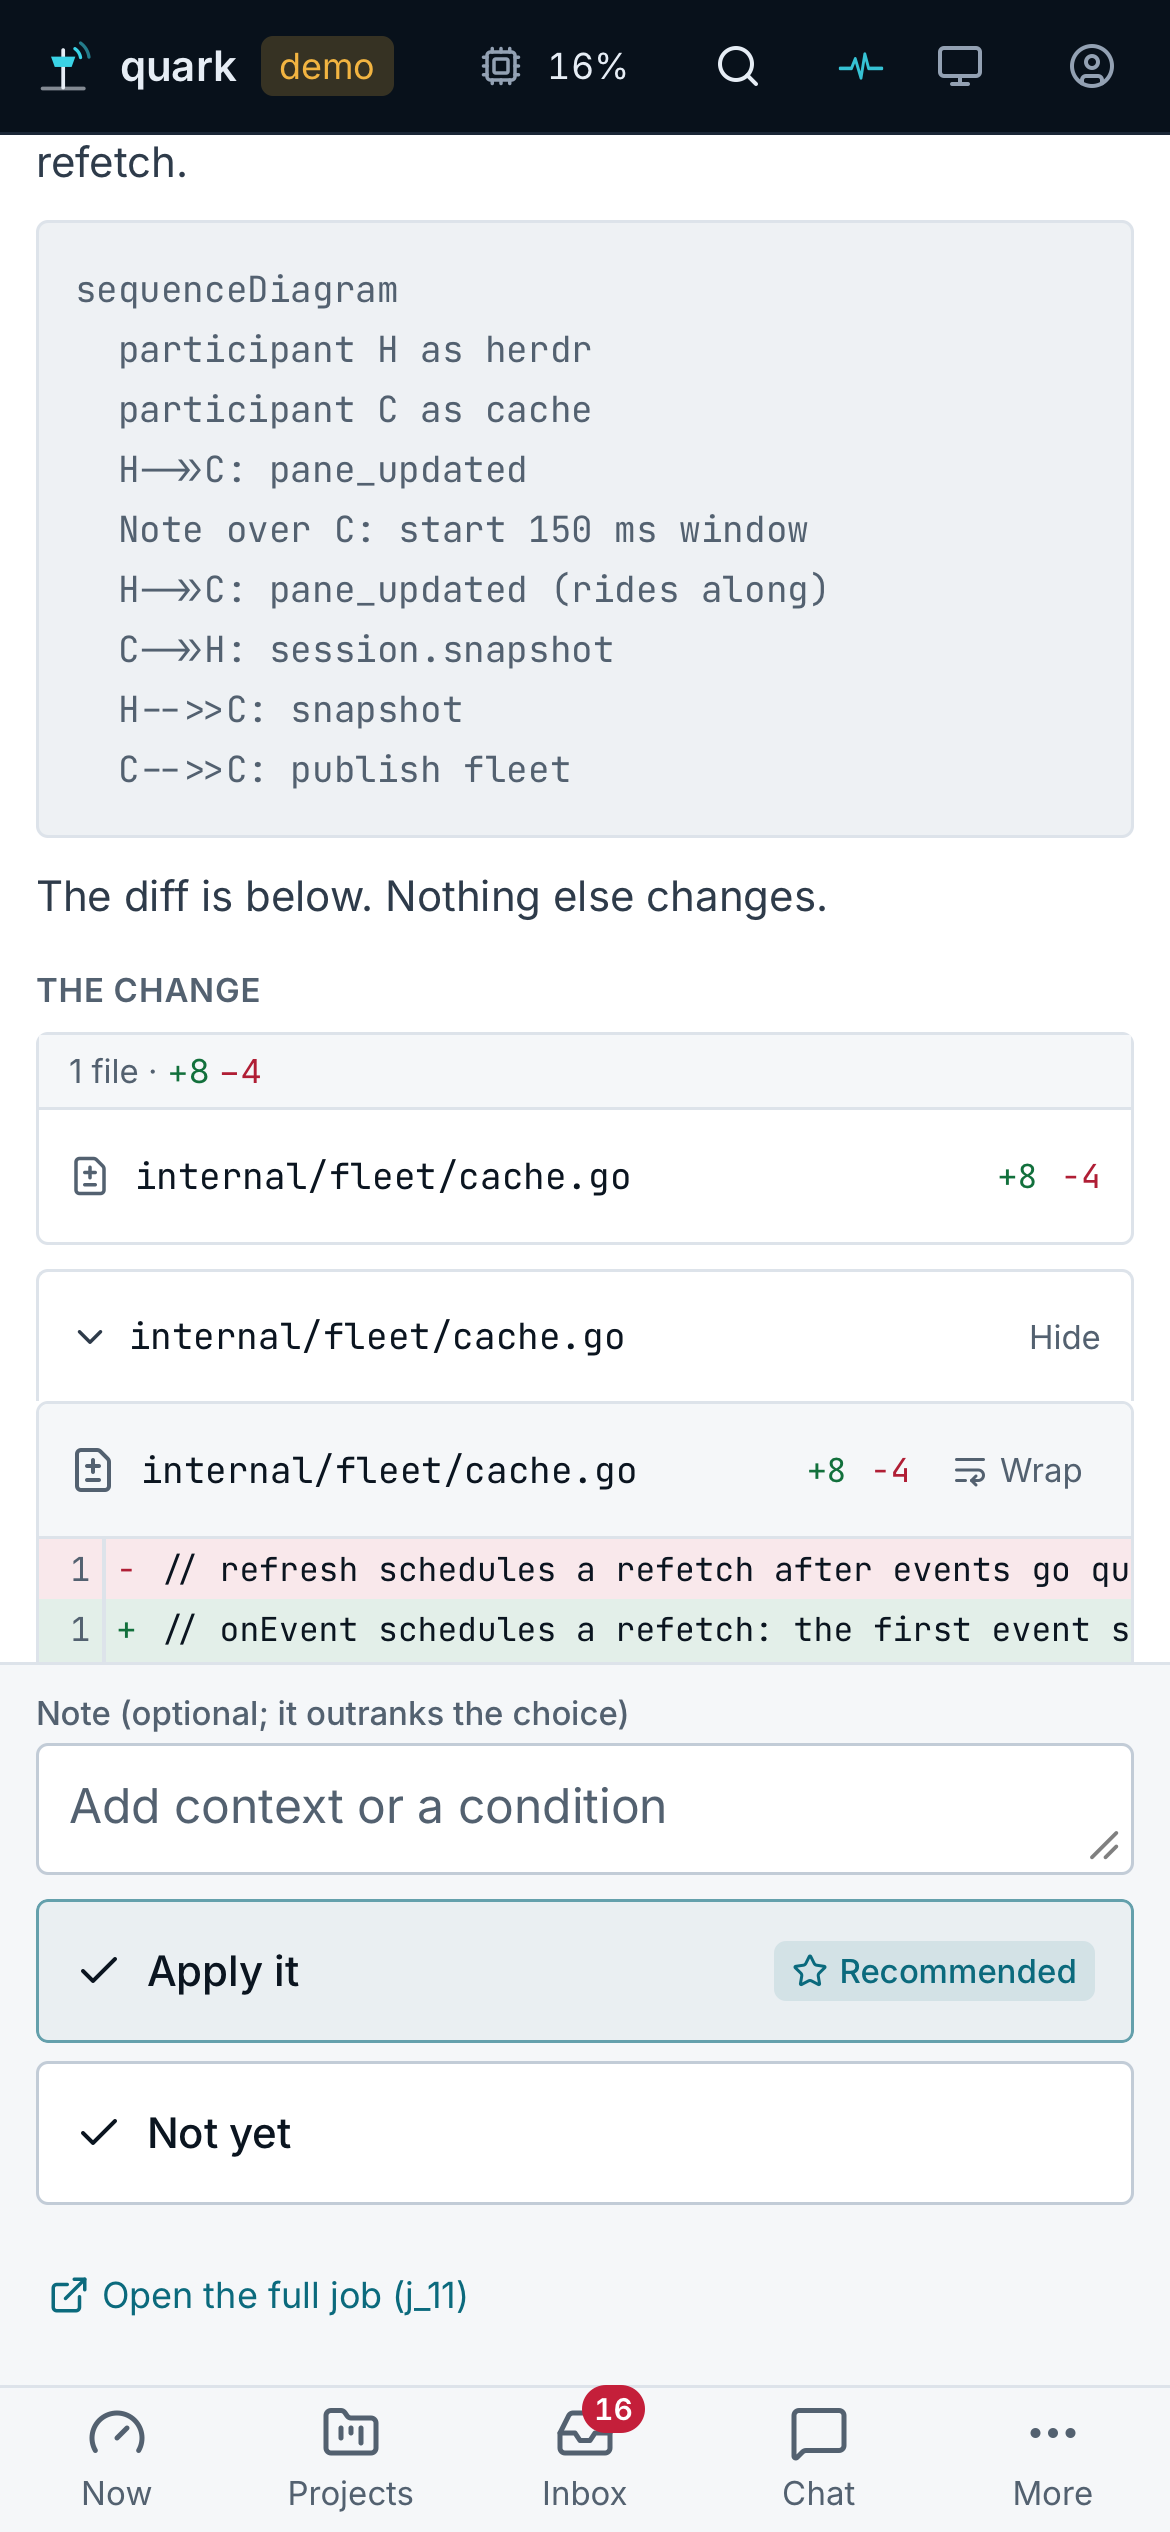 quark demo 16%
refetch.
sequenceDiagram
participant H as herdr
participant C as cache
H->>C: pane_updated
Note over C: start 150 ms window
H->>C: pane_updated (rides along)
C->>H: session.snapshot
H-->>C: snapshot
C-->>C: publish fleet
The diff is below. Nothing else changes.
THE CHANGE
1 file · +8 −4
internal/fleet/cache.go +8 -4
internal/fleet/cache.go Hide
internal/fleet/cache.go +8 -4 Wrap
1 - // refresh schedules a refetch after events go qu
1 + // onEvent schedules a refetch: the first event s
Note (optional; it outranks the choice)
Add context or a condition
Apply it Recommended
Not yet
Open the full job (j_11)
16
Now Projects Inbox Chat More